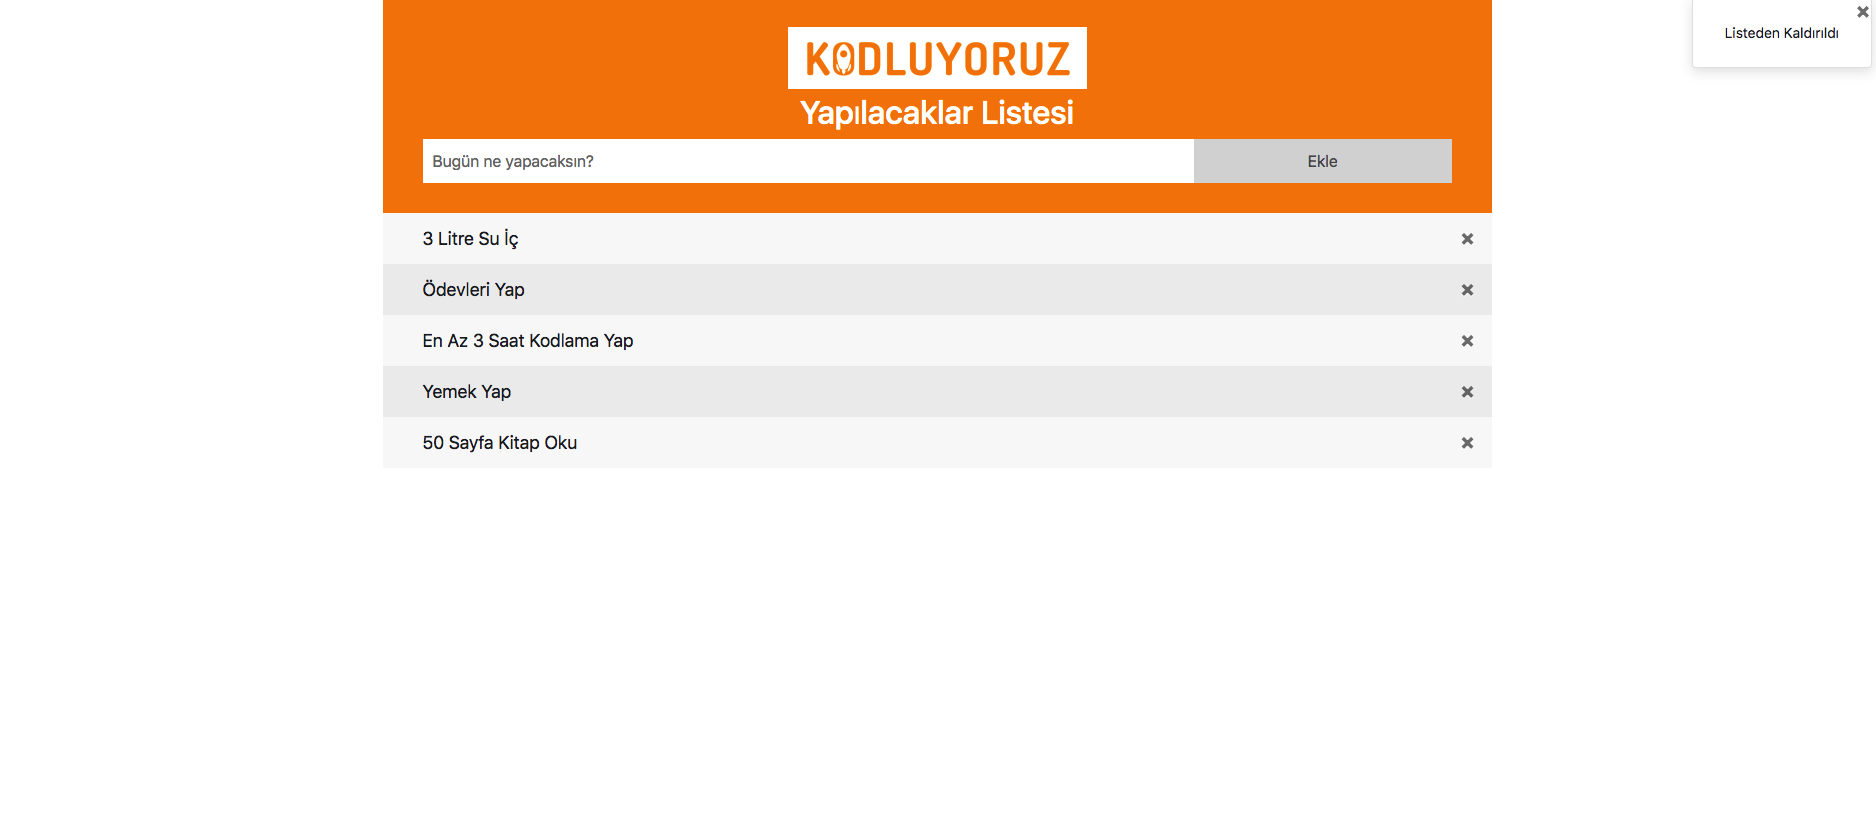 KODLUYORUZ
Yapılacaklar Listesi
Bugün ne yapacaksın?
Ekle
3 Litre Su İç
Ödevleri Yap
En Az 3 Saat Kodlama Yap
Yemek Yap
50 Sayfa Kitap Oku
Listeden Kaldırıldı